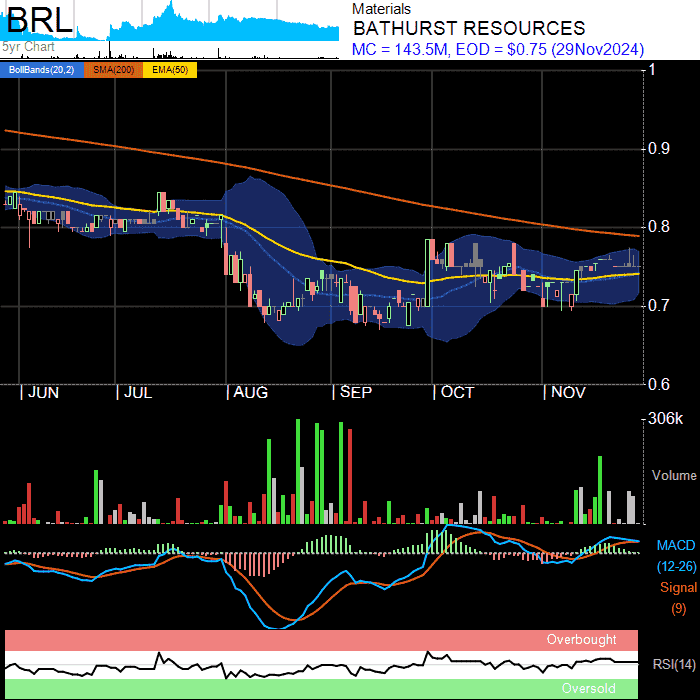 BRL
5yr Chart
Materials
BATHURST RESOURCES
MC = 143.5M, EOD = $0.75 (29Nov2024)
BollBands(20,2) SMA(200) EMA(50)
1
0.9
0.8
0.7
0.6
JUN JUL AUG SEP OCT NOV
306k
Volume
MACD
(12-26)
Signal
(9)
Overbought
RSI(14)
Oversold